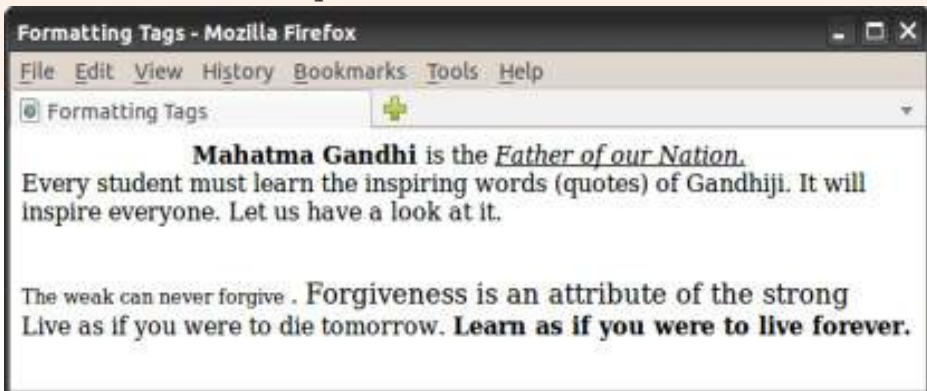 Formatting Tags - Mozilla Firefox
File Edit View History Bookmarks Tools Help
Formatting Tags
Mahatma Gandhi is the Father of our Nation.
Every student must learn the inspiring words (quotes) of Gandhiji. It will
inspire everyone. Let us have a look at it.
The weak can never forgive . Forgiveness is an attribute of the strong
Live as if you were to die tomorrow. Learn as if you were to live forever.